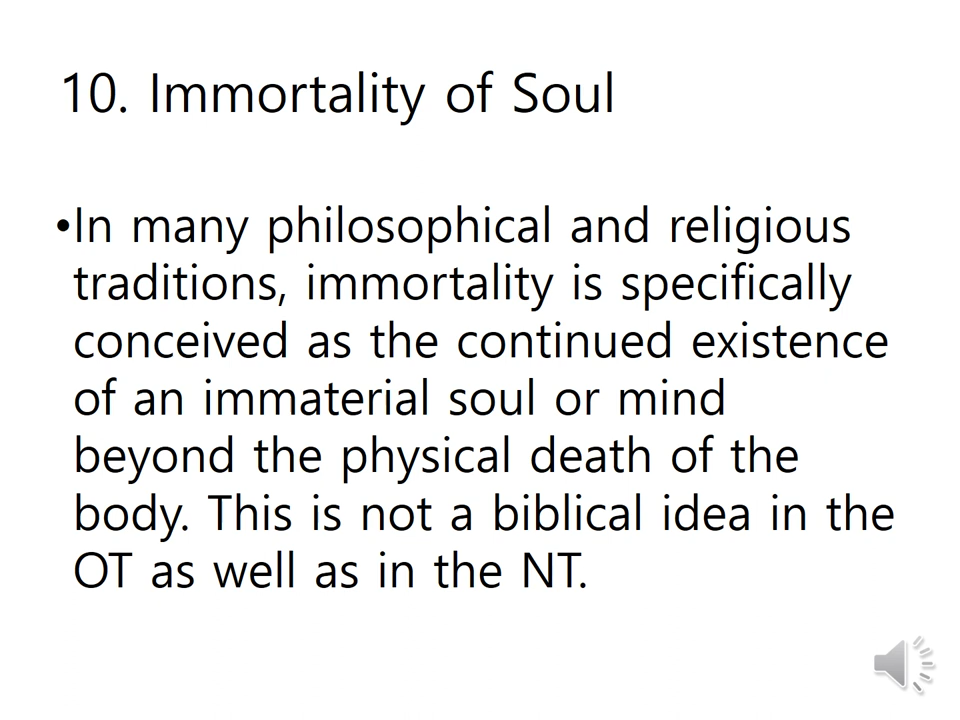 10. Immortality of Soul
•In many philosophical and religious
traditions, immortality is specifically
conceived as the continued existence
of an immaterial soul or mind
beyond the physical death of the
body. This is not a biblical idea in the
OT as well as in the NT.